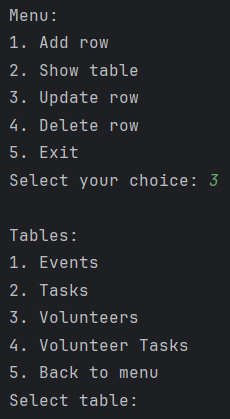 Menu:
1. Add row
2. Show table
3. Update row
4. Delete row
5. Exit
Select your choice: 3
Tables:
1. Events
2. Tasks
3. Volunteers
4. Volunteer Tasks
5. Back to menu
Select table: